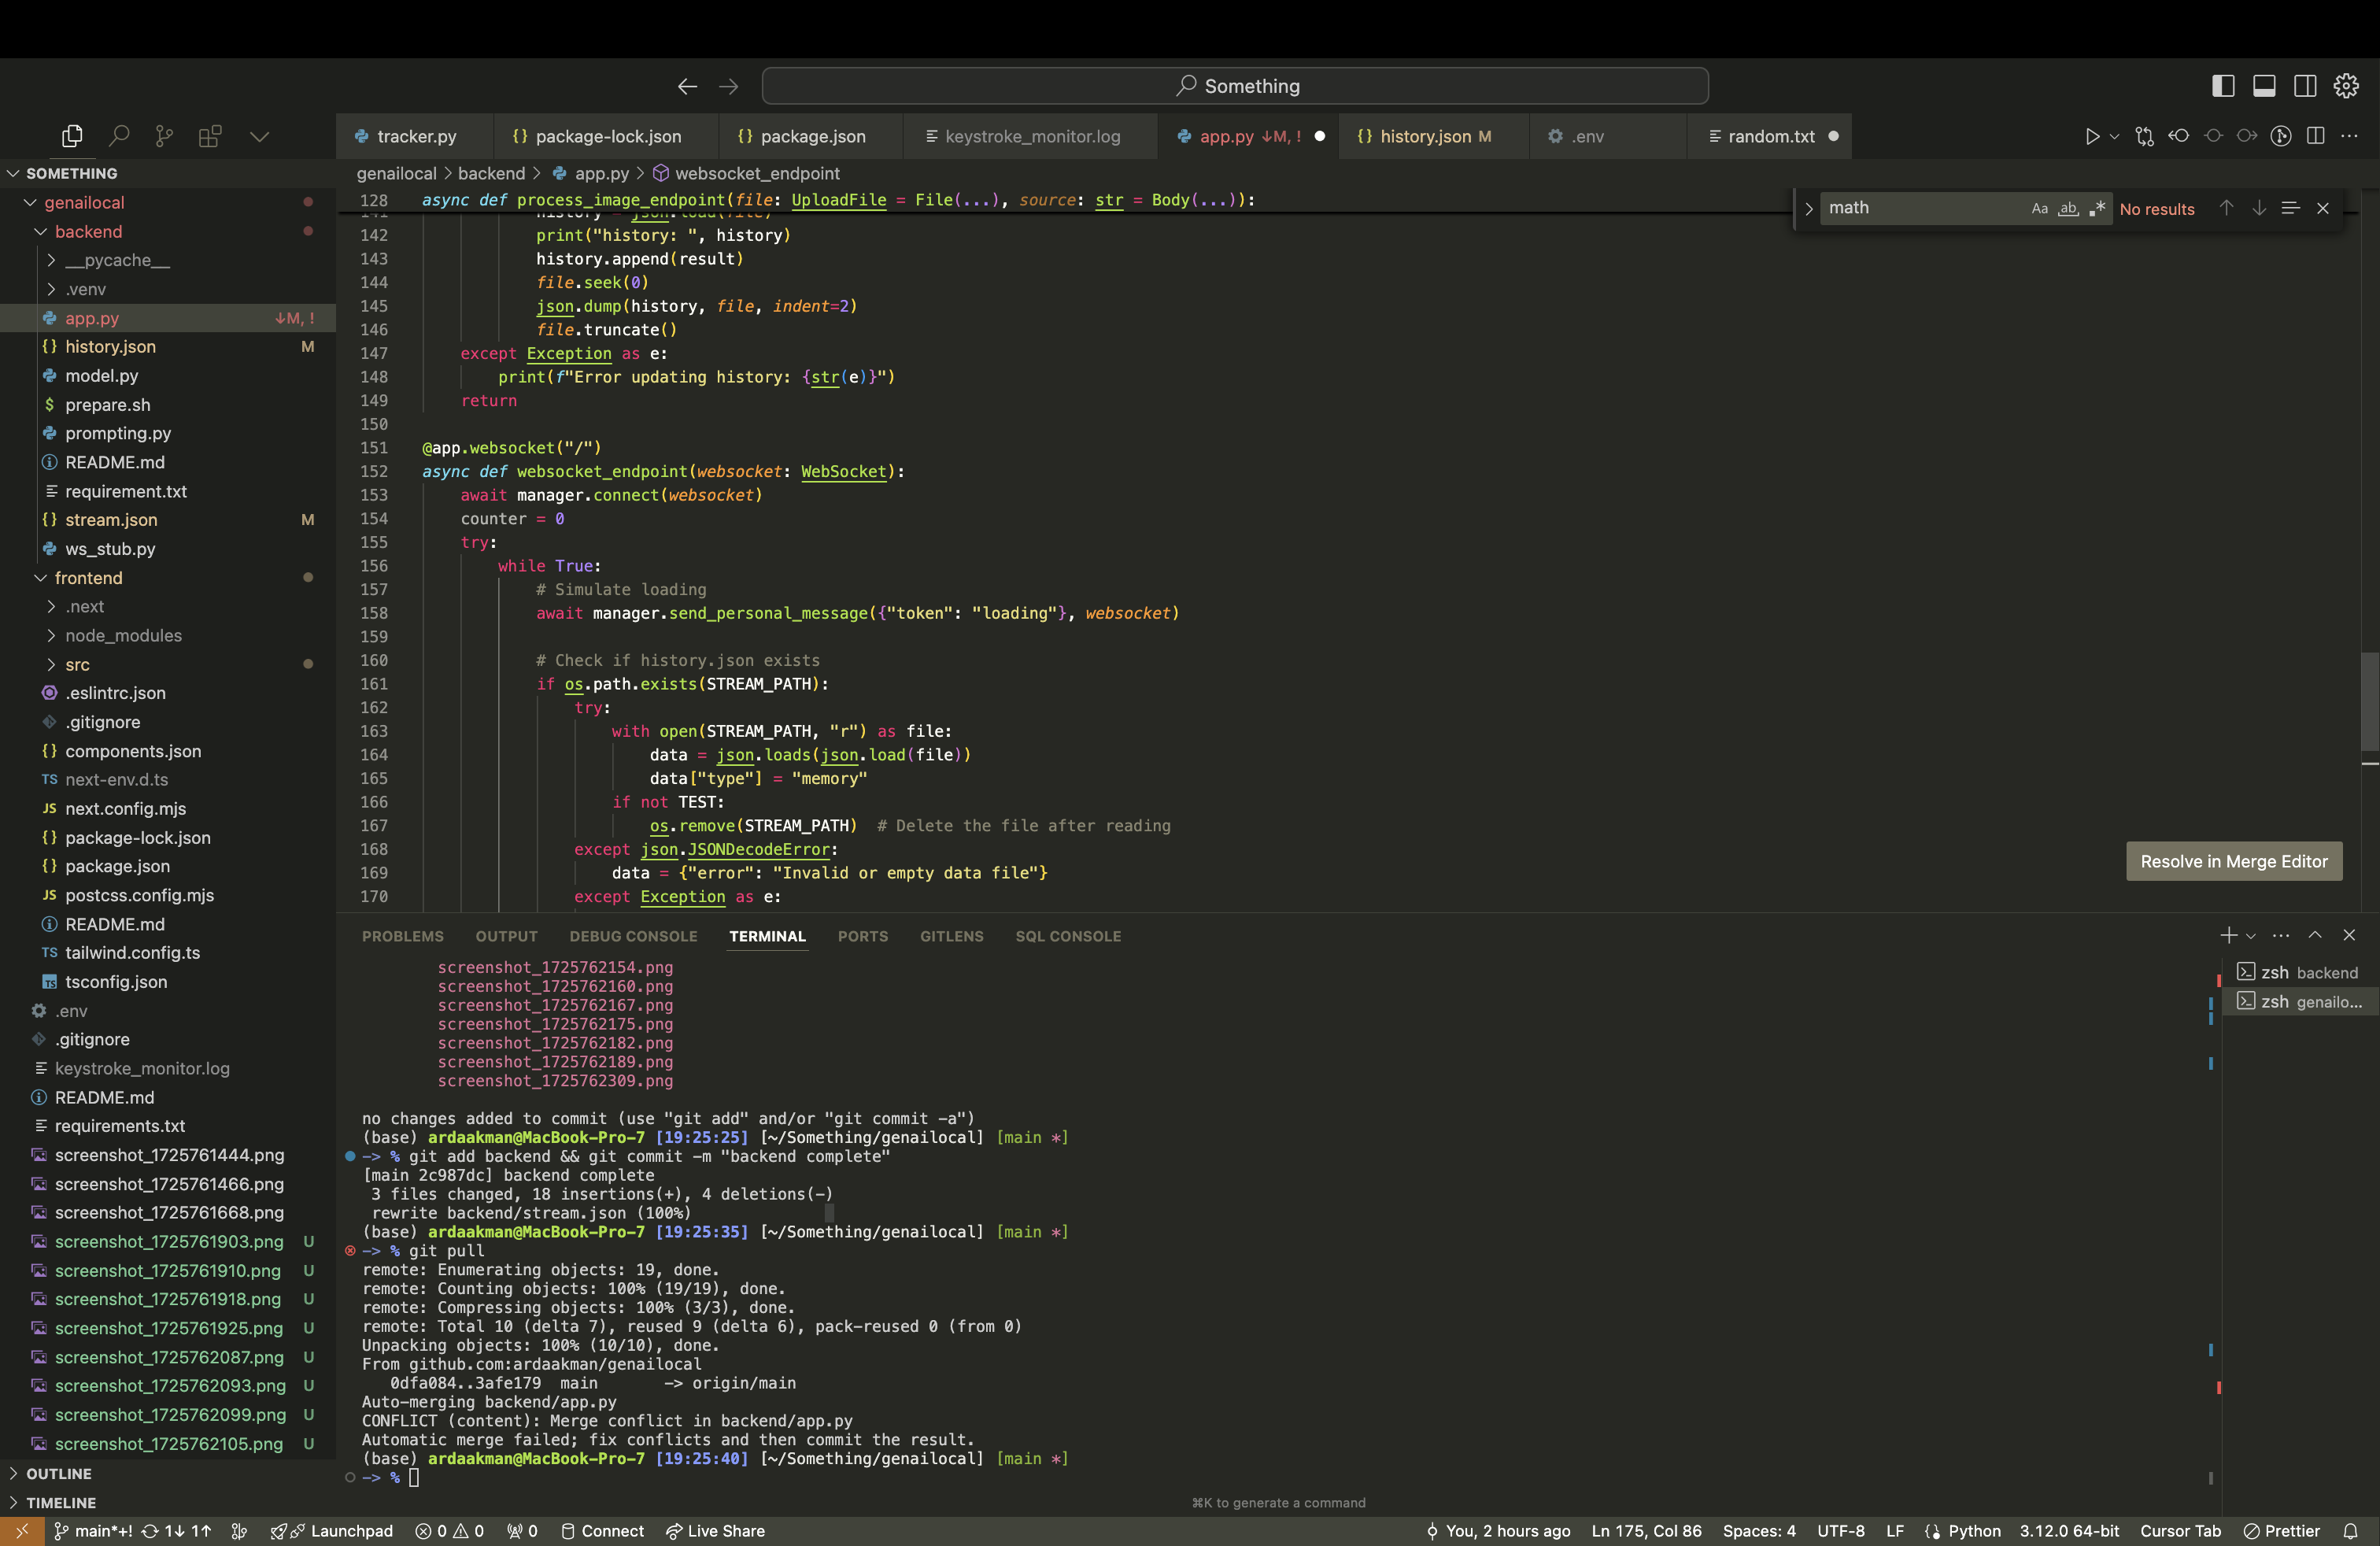 Something
tracker.py
package-lock.json
package.json
keystroke_monitor.log
app.py ↓M, !
history.json M
.env
random.txt
SOMETHING
genailocal
backend
__pycache__
.venv
app.py ↓M, !
history.json M
model.py
prepare.sh
prompting.py
README.md
requirement.txt
stream.json M
ws_stub.py
frontend
.next
node_modules
src
.eslintrc.json
.gitignore
components.json
next-env.d.ts
next.config.mjs
package-lock.json
package.json
postcss.config.mjs
README.md
tailwind.config.ts
tsconfig.json
.env
.gitignore
keystroke_monitor.log
README.md
requirements.txt
screenshot_1725761444.png
screenshot_1725761466.png
screenshot_1725761668.png
screenshot_1725761903.png U
screenshot_1725761910.png U
screenshot_1725761918.png U
screenshot_1725761925.png U
screenshot_1725762087.png U
screenshot_1725762093.png U
screenshot_1725762099.png U
screenshot_1725762105.png U
OUTLINE
TIMELINE
genailocal > backend > app.py > websocket_endpoint
math Aa ab .* No results
128 async def process_image_endpoint(file: UploadFile = File(...), source: str = Body(...)):
141 history = json.load(file)
142 print("history: ", history)
143 history.append(result)
144 file.seek(0)
145 json.dump(history, file, indent=2)
146 file.truncate()
147 except Exception as e:
148 print(f"Error updating history: {str(e)}")
149 return
150
151 @app.websocket("/")
152 async def websocket_endpoint(websocket: WebSocket):
153 await manager.connect(websocket)
154 counter = 0
155 try:
156 while True:
157 # Simulate loading
158 await manager.send_personal_message({"token": "loading"}, websocket)
159
160 # Check if history.json exists
161 if os.path.exists(STREAM_PATH):
162 try:
163 with open(STREAM_PATH, "r") as file:
164 data = json.loads(json.load(file))
165 data["type"] = "memory"
166 if not TEST:
167 os.remove(STREAM_PATH)  # Delete the file after reading
168 except json.JSONDecodeError:
169 data = {"error": "Invalid or empty data file"}
170 except Exception as e:
Resolve in Merge Editor
PROBLEMS OUTPUT DEBUG CONSOLE TERMINAL PORTS GITLENS SQL CONSOLE
zsh backend
zsh genailo...
screenshot_1725762154.png
screenshot_1725762160.png
screenshot_1725762167.png
screenshot_1725762175.png
screenshot_1725762182.png
screenshot_1725762189.png
screenshot_1725762309.png
no changes added to commit (use "git add" and/or "git commit -a")
(base) ardaakman@MacBook-Pro-7 [19:25:25] [~/Something/genailocal] [main *]
-> % git add backend && git commit -m "backend complete"
[main 2c987dc] backend complete
3 files changed, 18 insertions(+), 4 deletions(-)
rewrite backend/stream.json (100%)
(base) ardaakman@MacBook-Pro-7 [19:25:35] [~/Something/genailocal] [main *]
-> % git pull
remote: Enumerating objects: 19, done.
remote: Counting objects: 100% (19/19), done.
remote: Compressing objects: 100% (3/3), done.
remote: Total 10 (delta 7), reused 9 (delta 6), pack-reused 0 (from 0)
Unpacking objects: 100% (10/10), done.
From github.com:ardaakman/genailocal
0dfa084..3afe179  main       -> origin/main
Auto-merging backend/app.py
CONFLICT (content): Merge conflict in backend/app.py
Automatic merge failed; fix conflicts and then commit the result.
(base) ardaakman@MacBook-Pro-7 [19:25:40] [~/Something/genailocal] [main *]
-> %
⌘K to generate a command
main*+! 1↓ 1↑ Launchpad 0 0 0 Connect Live Share You, 2 hours ago Ln 175, Col 86 Spaces: 4 UTF-8 LF Python 3.12.0 64-bit Cursor Tab Prettier